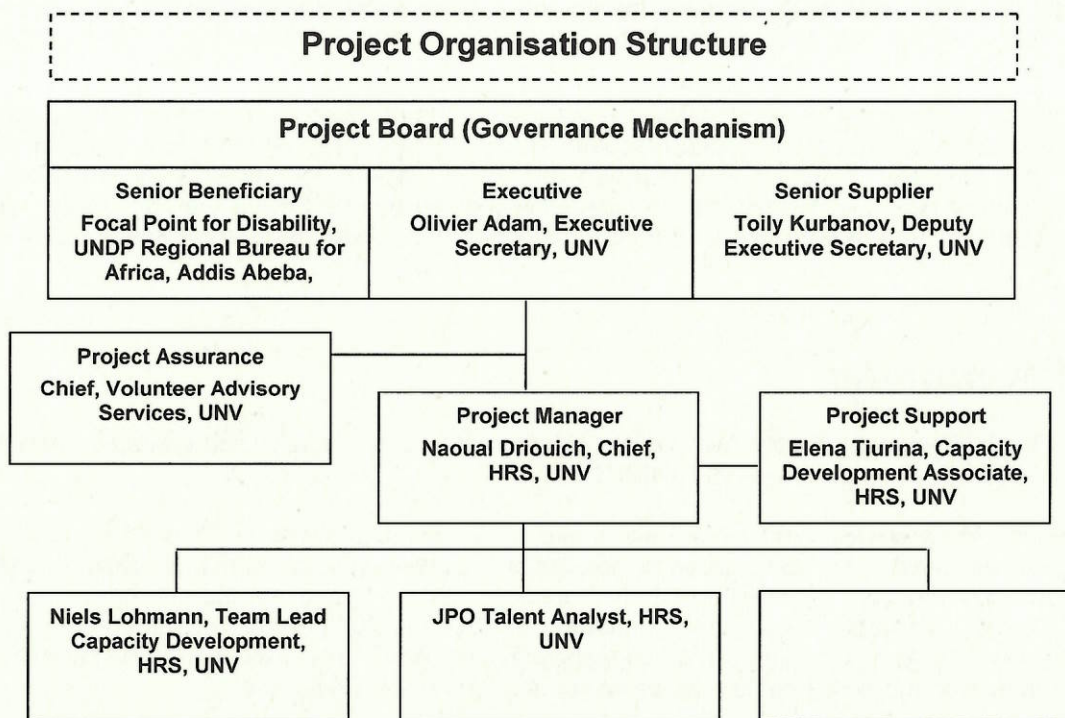 Project Organisation Structure
Project Board (Governance Mechanism)
Senior Beneficiary
Focal Point for Disability,
UNDP Regional Bureau for
Africa, Addis Abeba,
Executive
Olivier Adam, Executive
Secretary, UNV
Senior Supplier
Toily Kurbanov, Deputy
Executive Secretary, UNV
Project Assurance
Chief, Volunteer Advisory
Services, UNV
Project Manager
Naoual Driouich, Chief,
HRS, UNV
Project Support
Elena Tiurina, Capacity
Development Associate,
HRS, UNV
Niels Lohmann, Team Lead
Capacity Development,
HRS, UNV
JPO Talent Analyst, HRS,
UNV